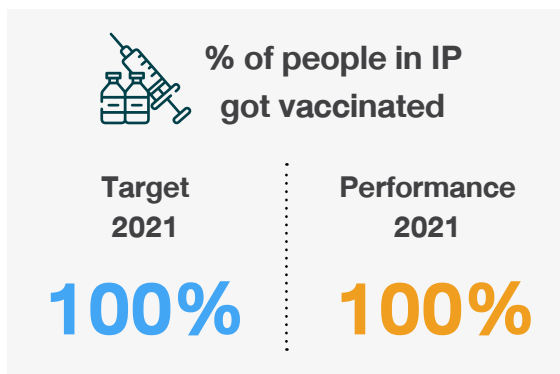 % of people in IP
got vaccinated
Target
2021
100%
Performance
2021
100%